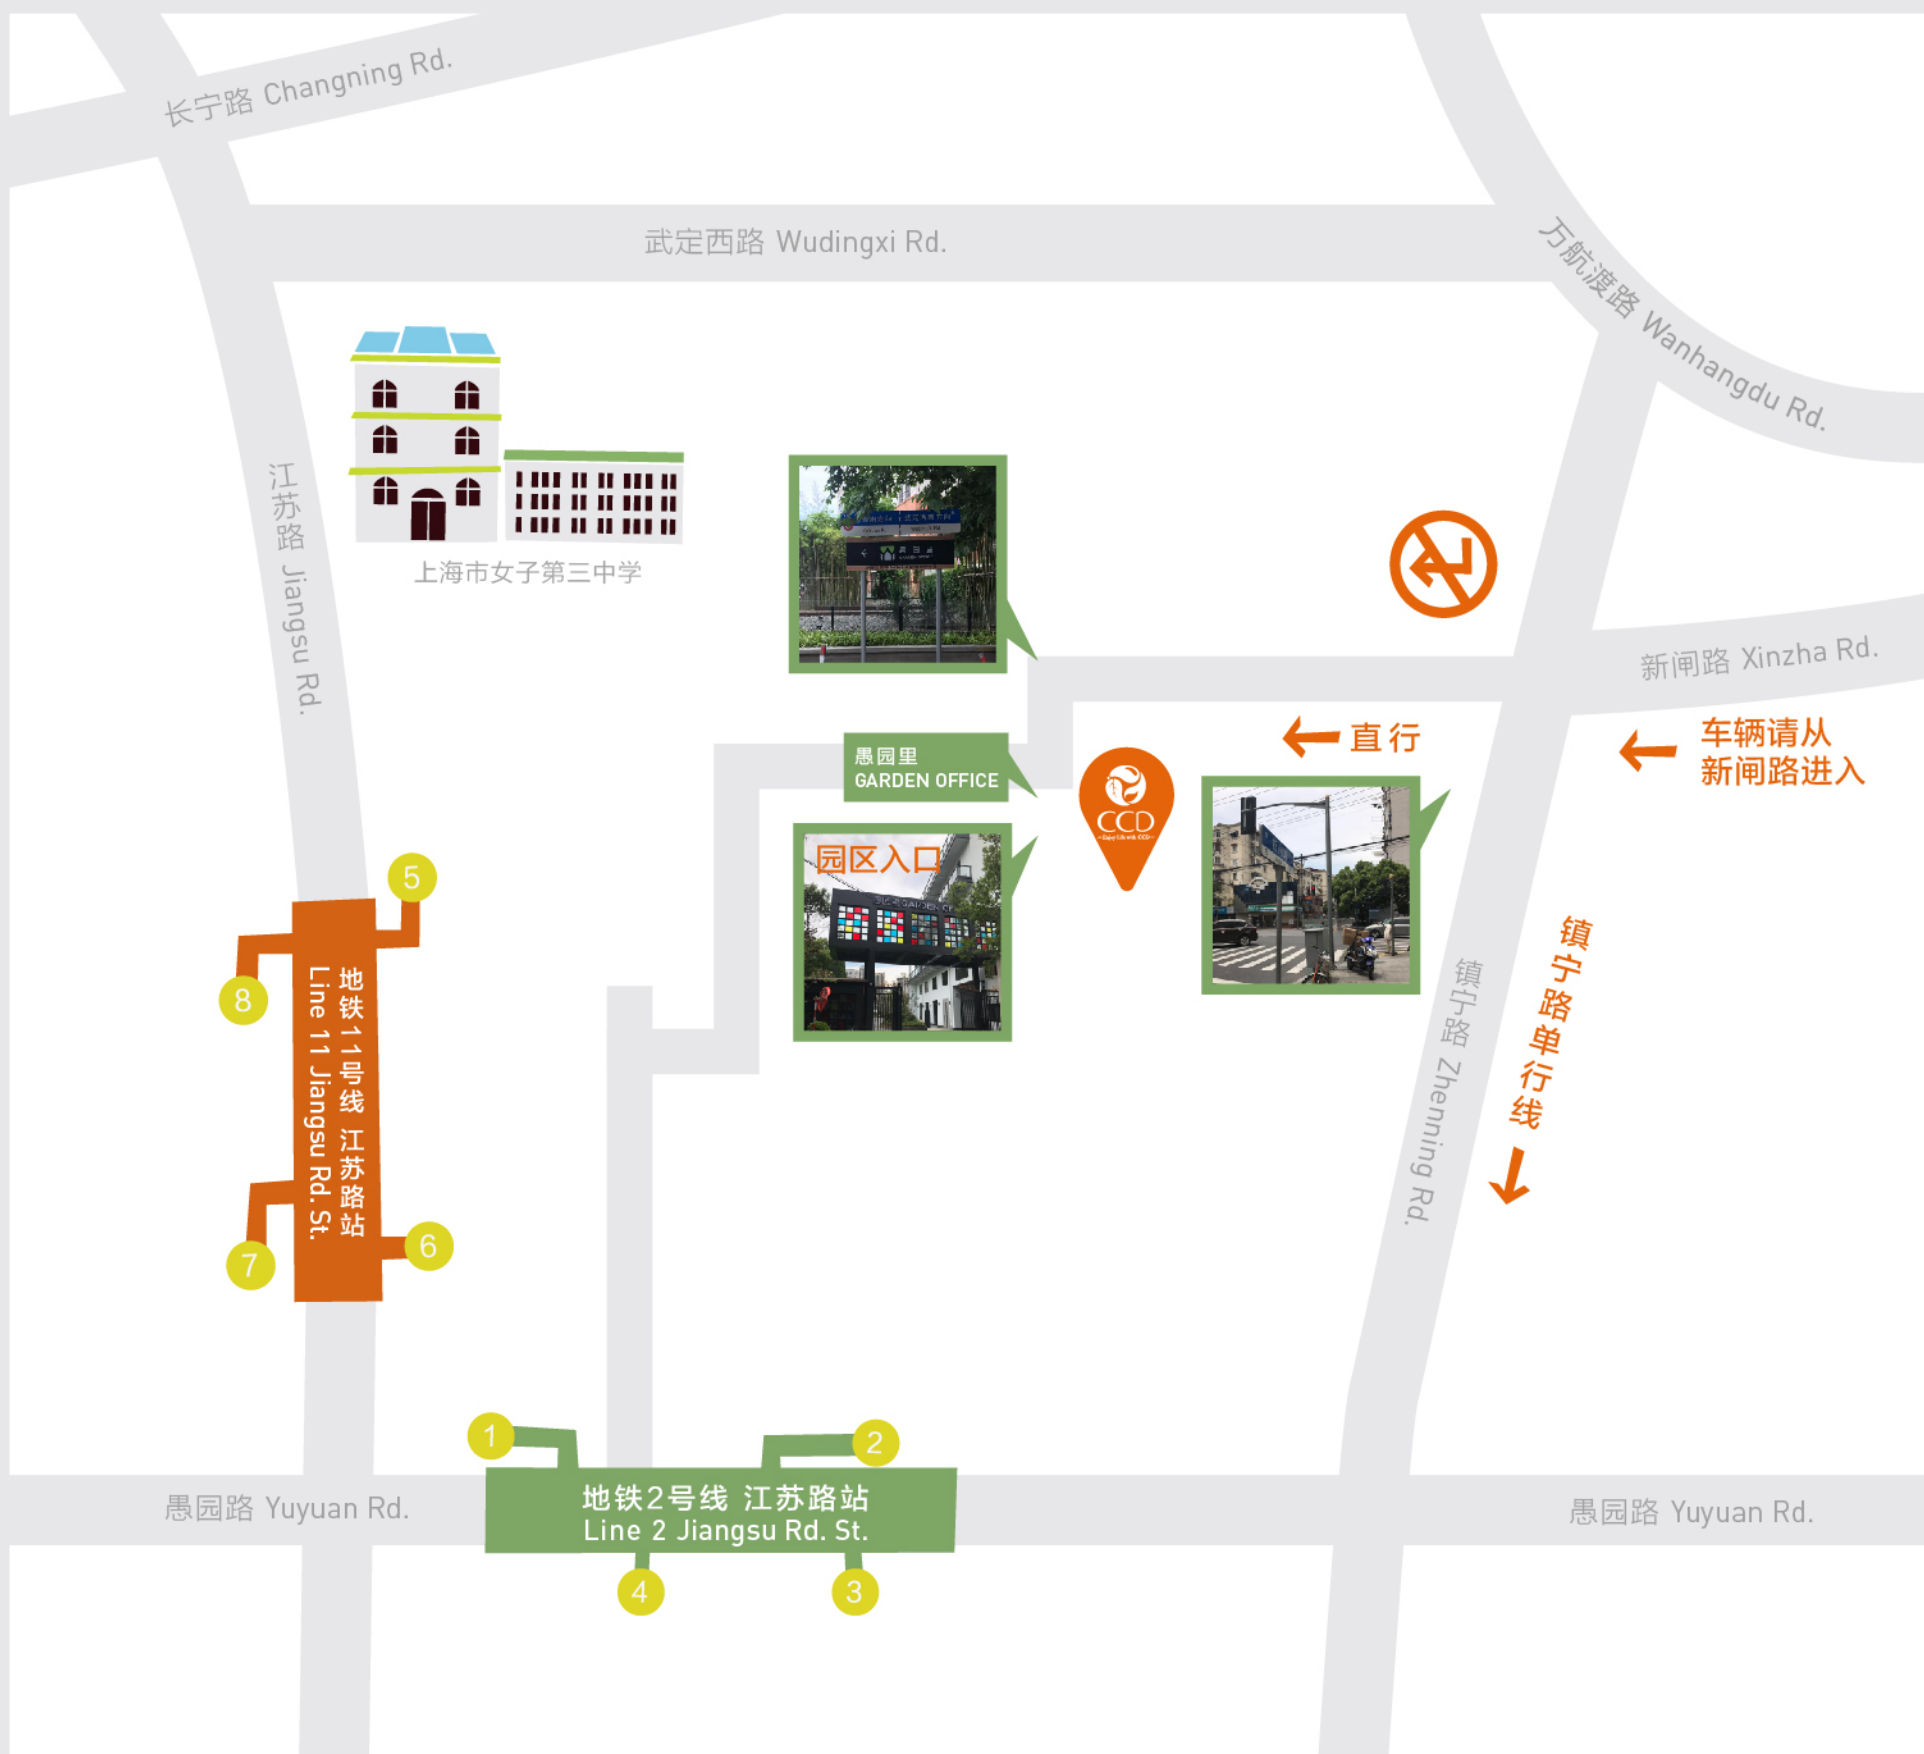 长宁路 Changning Rd.
武定西路 Wudingxi Rd.
万航渡路 Wanhangdu Rd.
江苏路 Jiangsu Rd.
上海市女子第三中学
新闸路 Xinzha Rd.
车辆请从
新闸路进入
直行
愚园里
GARDEN OFFICE
CCD
园区入口
镇宁路 Zhenning Rd.
镇宁路单行线
5
8
地铁11号线 江苏路站
Line 11 Jiangsu Rd. St.
7
6
1
2
愚园路 Yuyuan Rd.
地铁2号线 江苏路站
Line 2 Jiangsu Rd. St.
愚园路 Yuyuan Rd.
4
3